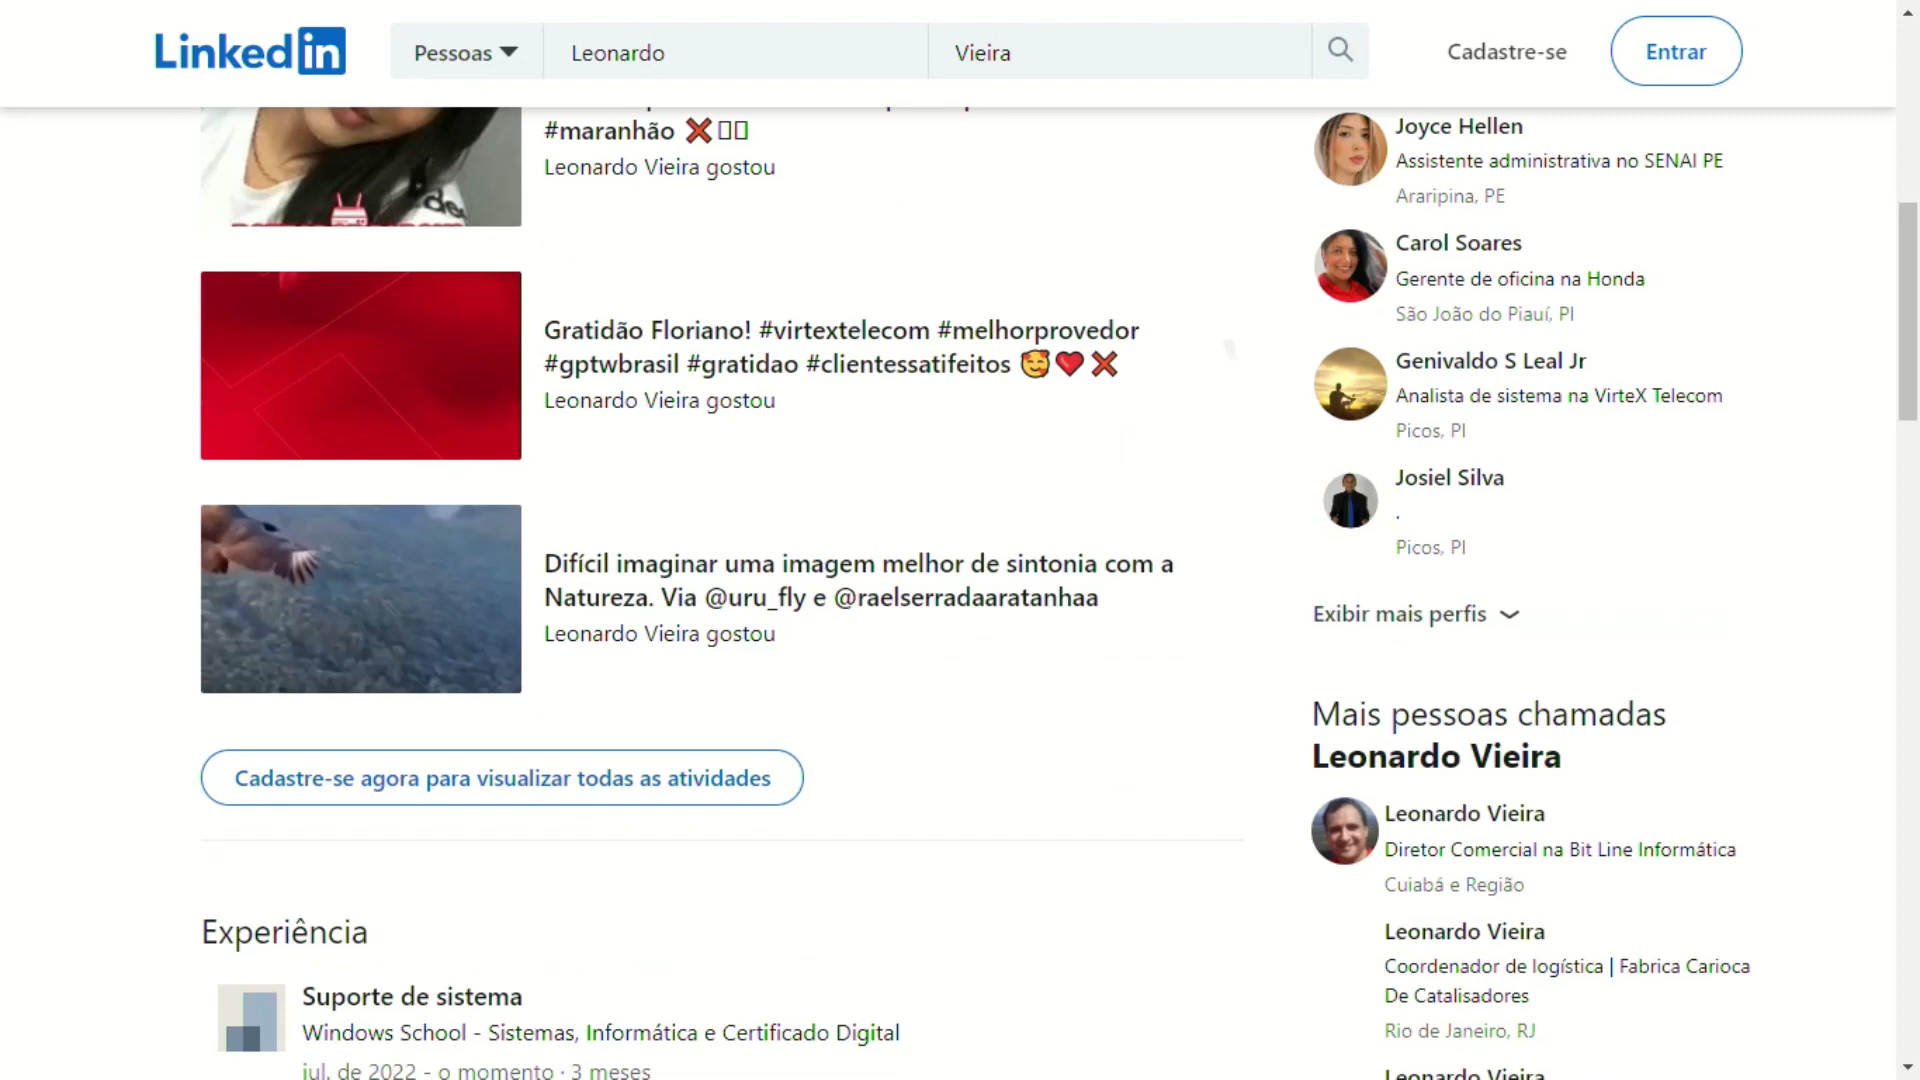 LinkedIn Pessoas Leonardo Vieira Cadastre-se Entrar
#maranhão
Leonardo Vieira gostou
Gratidão Floriano! #virtextelecom #melhorprovedor
#gptwbrasil #gratidao #clientessatifeitos 🥰❤️❌
Leonardo Vieira gostou
Difícil imaginar uma imagem melhor de sintonia com a
Natureza. Via @uru_fly e @raelserradaaratanhaa
Leonardo Vieira gostou
Cadastre-se agora para visualizar todas as atividades
Experiência
Suporte de sistema
Windows School - Sistemas, Informática e Certificado Digital
jul. de 2022 - o momento · 3 meses
Joyce Hellen
Assistente administrativa no SENAI PE
Araripina, PE
Carol Soares
Gerente de oficina na Honda
São João do Piauí, PI
Genivaldo S Leal Jr
Analista de sistema na VirteX Telecom
Picos, PI
Josiel Silva
.
Picos, PI
Exibir mais perfis
Mais pessoas chamadas
Leonardo Vieira
Leonardo Vieira
Diretor Comercial na Bit Line Informática
Cuiabá e Região
Leonardo Vieira
Coordenador de logística | Fabrica Carioca
De Catalisadores
Rio de Janeiro, RJ
Leonardo Vieira